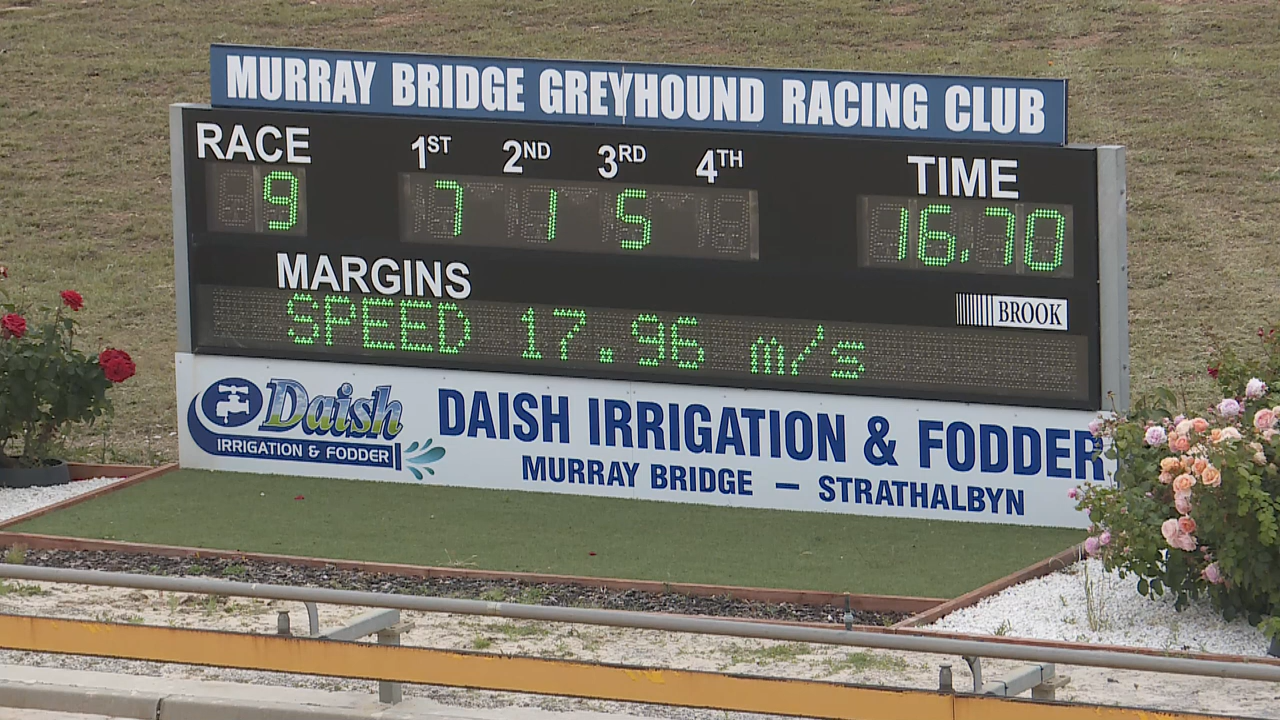 MURRAY BRIDGE GREYHOUND RACING CLUB
RACE 1ST 2ND 3RD 4TH TIME
9 7 1 5 16.70
MARGINS
BROOK
SPEED 17.96 m/s
Daish
IRRIGATION & FODDER
DAISH IRRIGATION & FODDER
MURRAY BRIDGE – STRATHALBYN